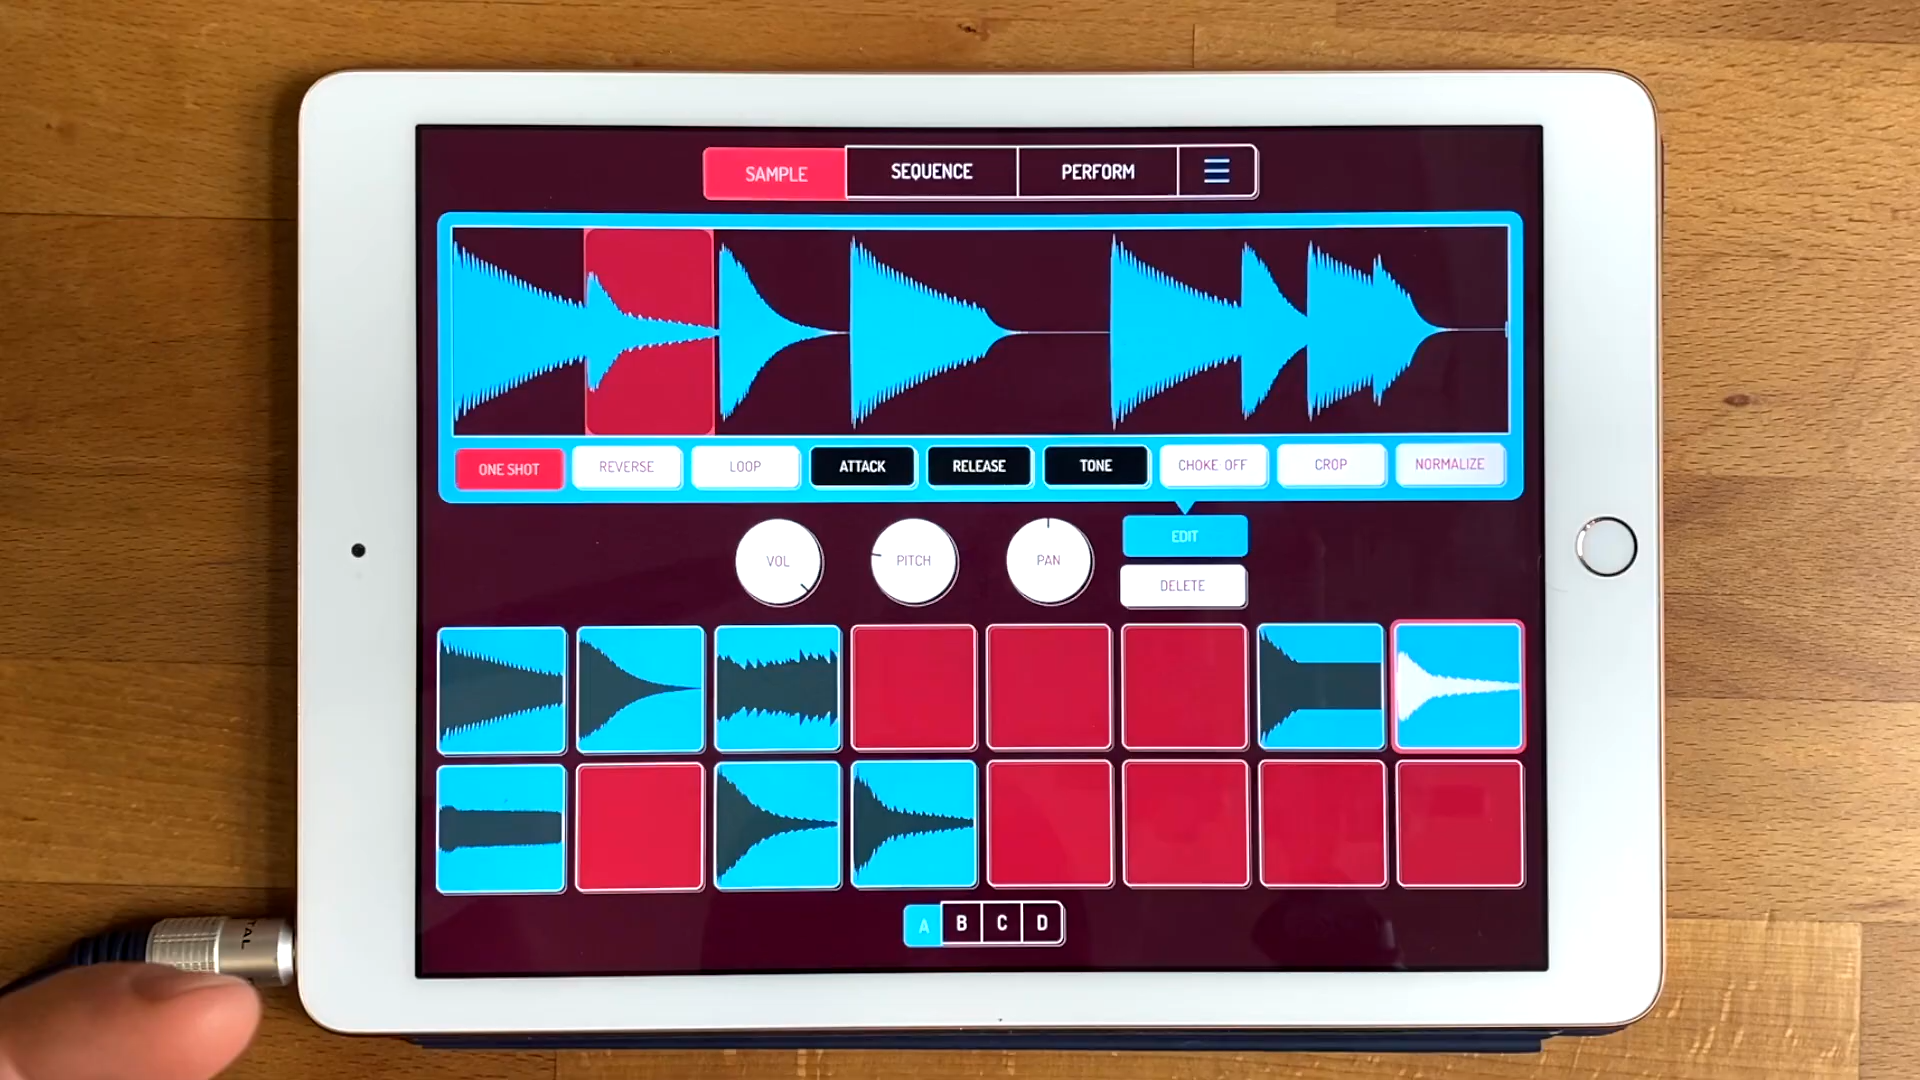 SAMPLE SEQUENCE PERFORM
ONE SHOT REVERSE LOOP ATTACK RELEASE TONE CHOKE OFF CROP NORMALIZE
VOL PITCH PAN EDIT
DELETE
A B C D
TAL